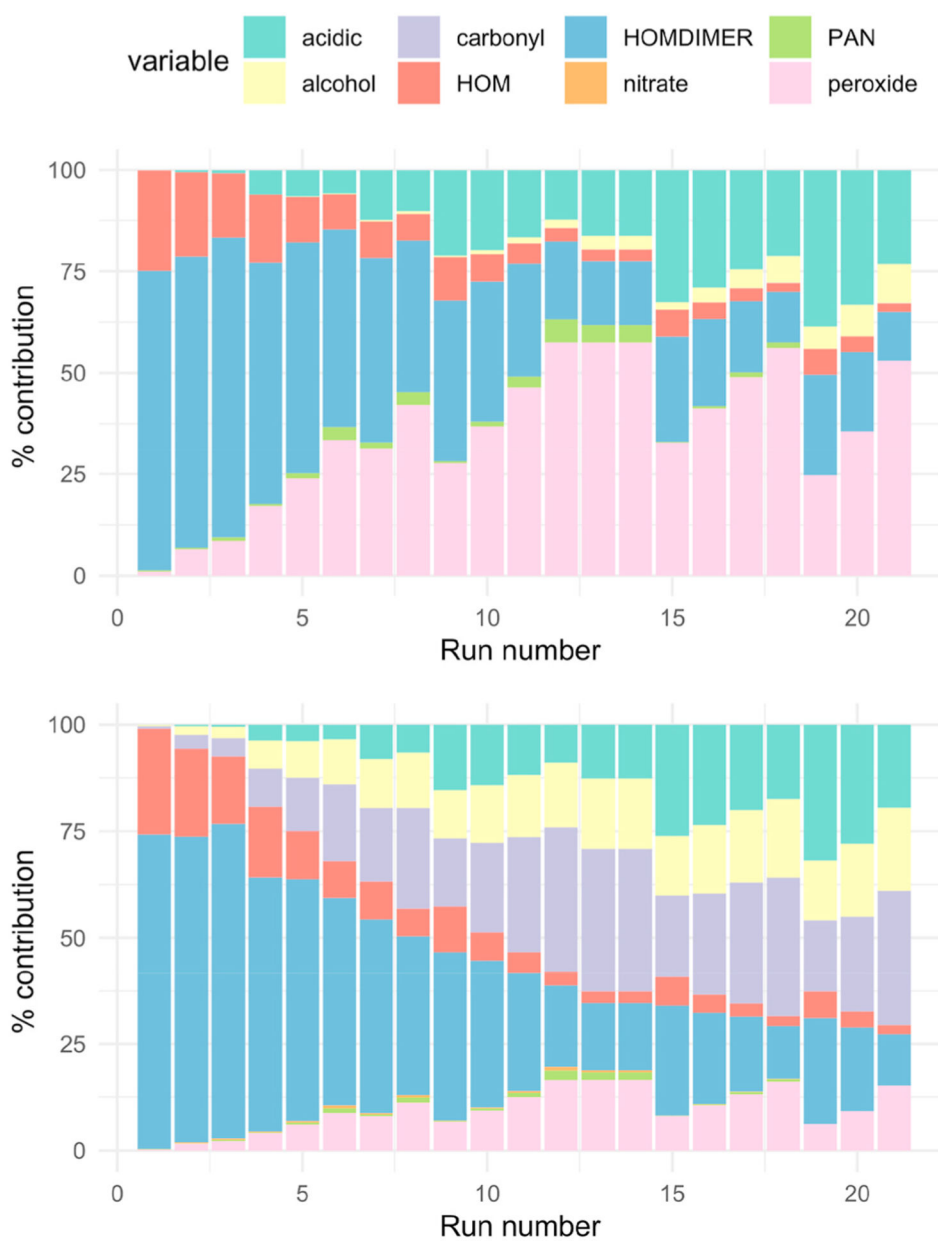 variable
acidic carbonyl HOMDIMER PAN
alcohol HOM nitrate peroxide
100
75
50
25
0
% contribution
0 5 10 15 20
Run number
100
75
50
25
0
% contribution
0 5 10 15 20
Run number